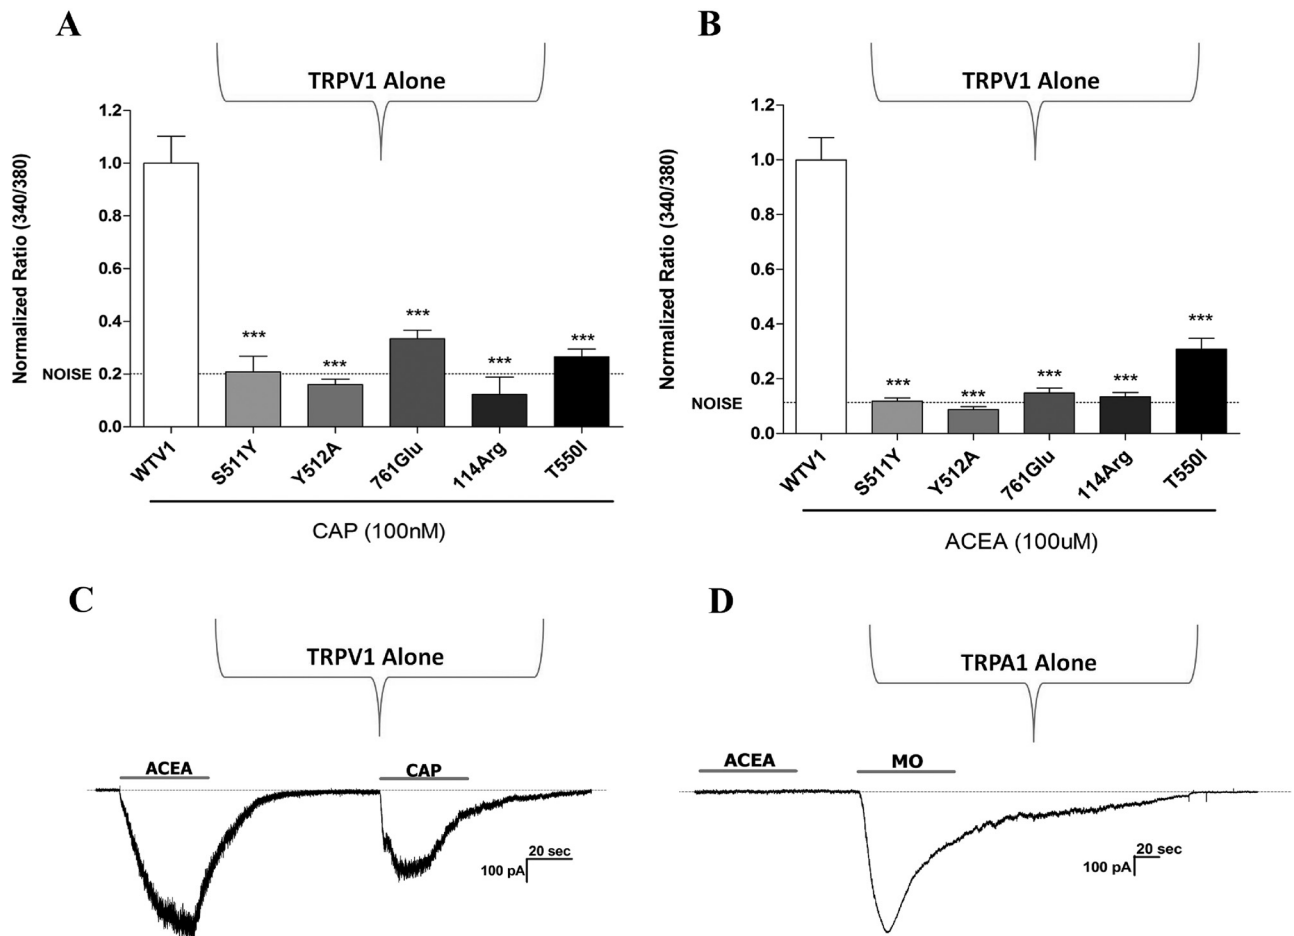 A
TRPV1 Alone
Normalized Ratio (340/380)
1.2
1.0
0.8
0.6
0.4
0.2
0.0
NOISE
***
***
***
***
***
WTV1
S511Y
Y512A
761Glu
114Arg
T550I
CAP (100nM)
B
TRPV1 Alone
Normalized Ratio (340/380)
1.2
1.0
0.8
0.6
0.4
0.2
0.0
NOISE
***
***
***
***
***
WTV1
S511Y
Y512A
761Glu
114Arg
T550I
ACEA (100uM)
C
TRPV1 Alone
ACEA
CAP
20 sec
100 pA
D
TRPA1 Alone
ACEA
MO
20 sec
100 pA